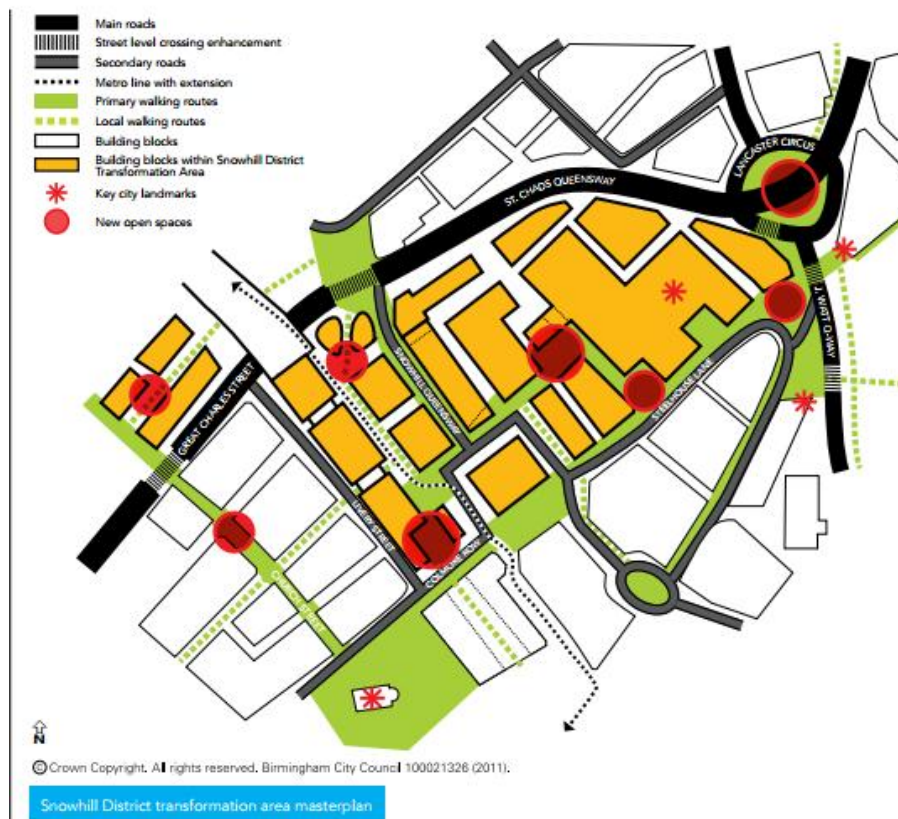 Main roads
Street level crossing enhancement
Secondary roads
Metro line with extension
Primary walking routes
Local walking routes
Building blocks
Building blocks within Snowhill District
Transformation Area
Key city landmarks
New open spaces
LANCASTER CIRCUS
ST. CHADS QUEENSWAY
J. WATT Q-WAY
SNOWHILL QUEENSWAY
STEELHOUSE LANE
GREAT CHARLES STREET
LIVERY STREET
COLMORE ROW
CHURCH STREET
N
© Crown Copyright. All rights reserved. Birmingham City Council 100021326 (2011).
Snowhill District transformation area masterplan